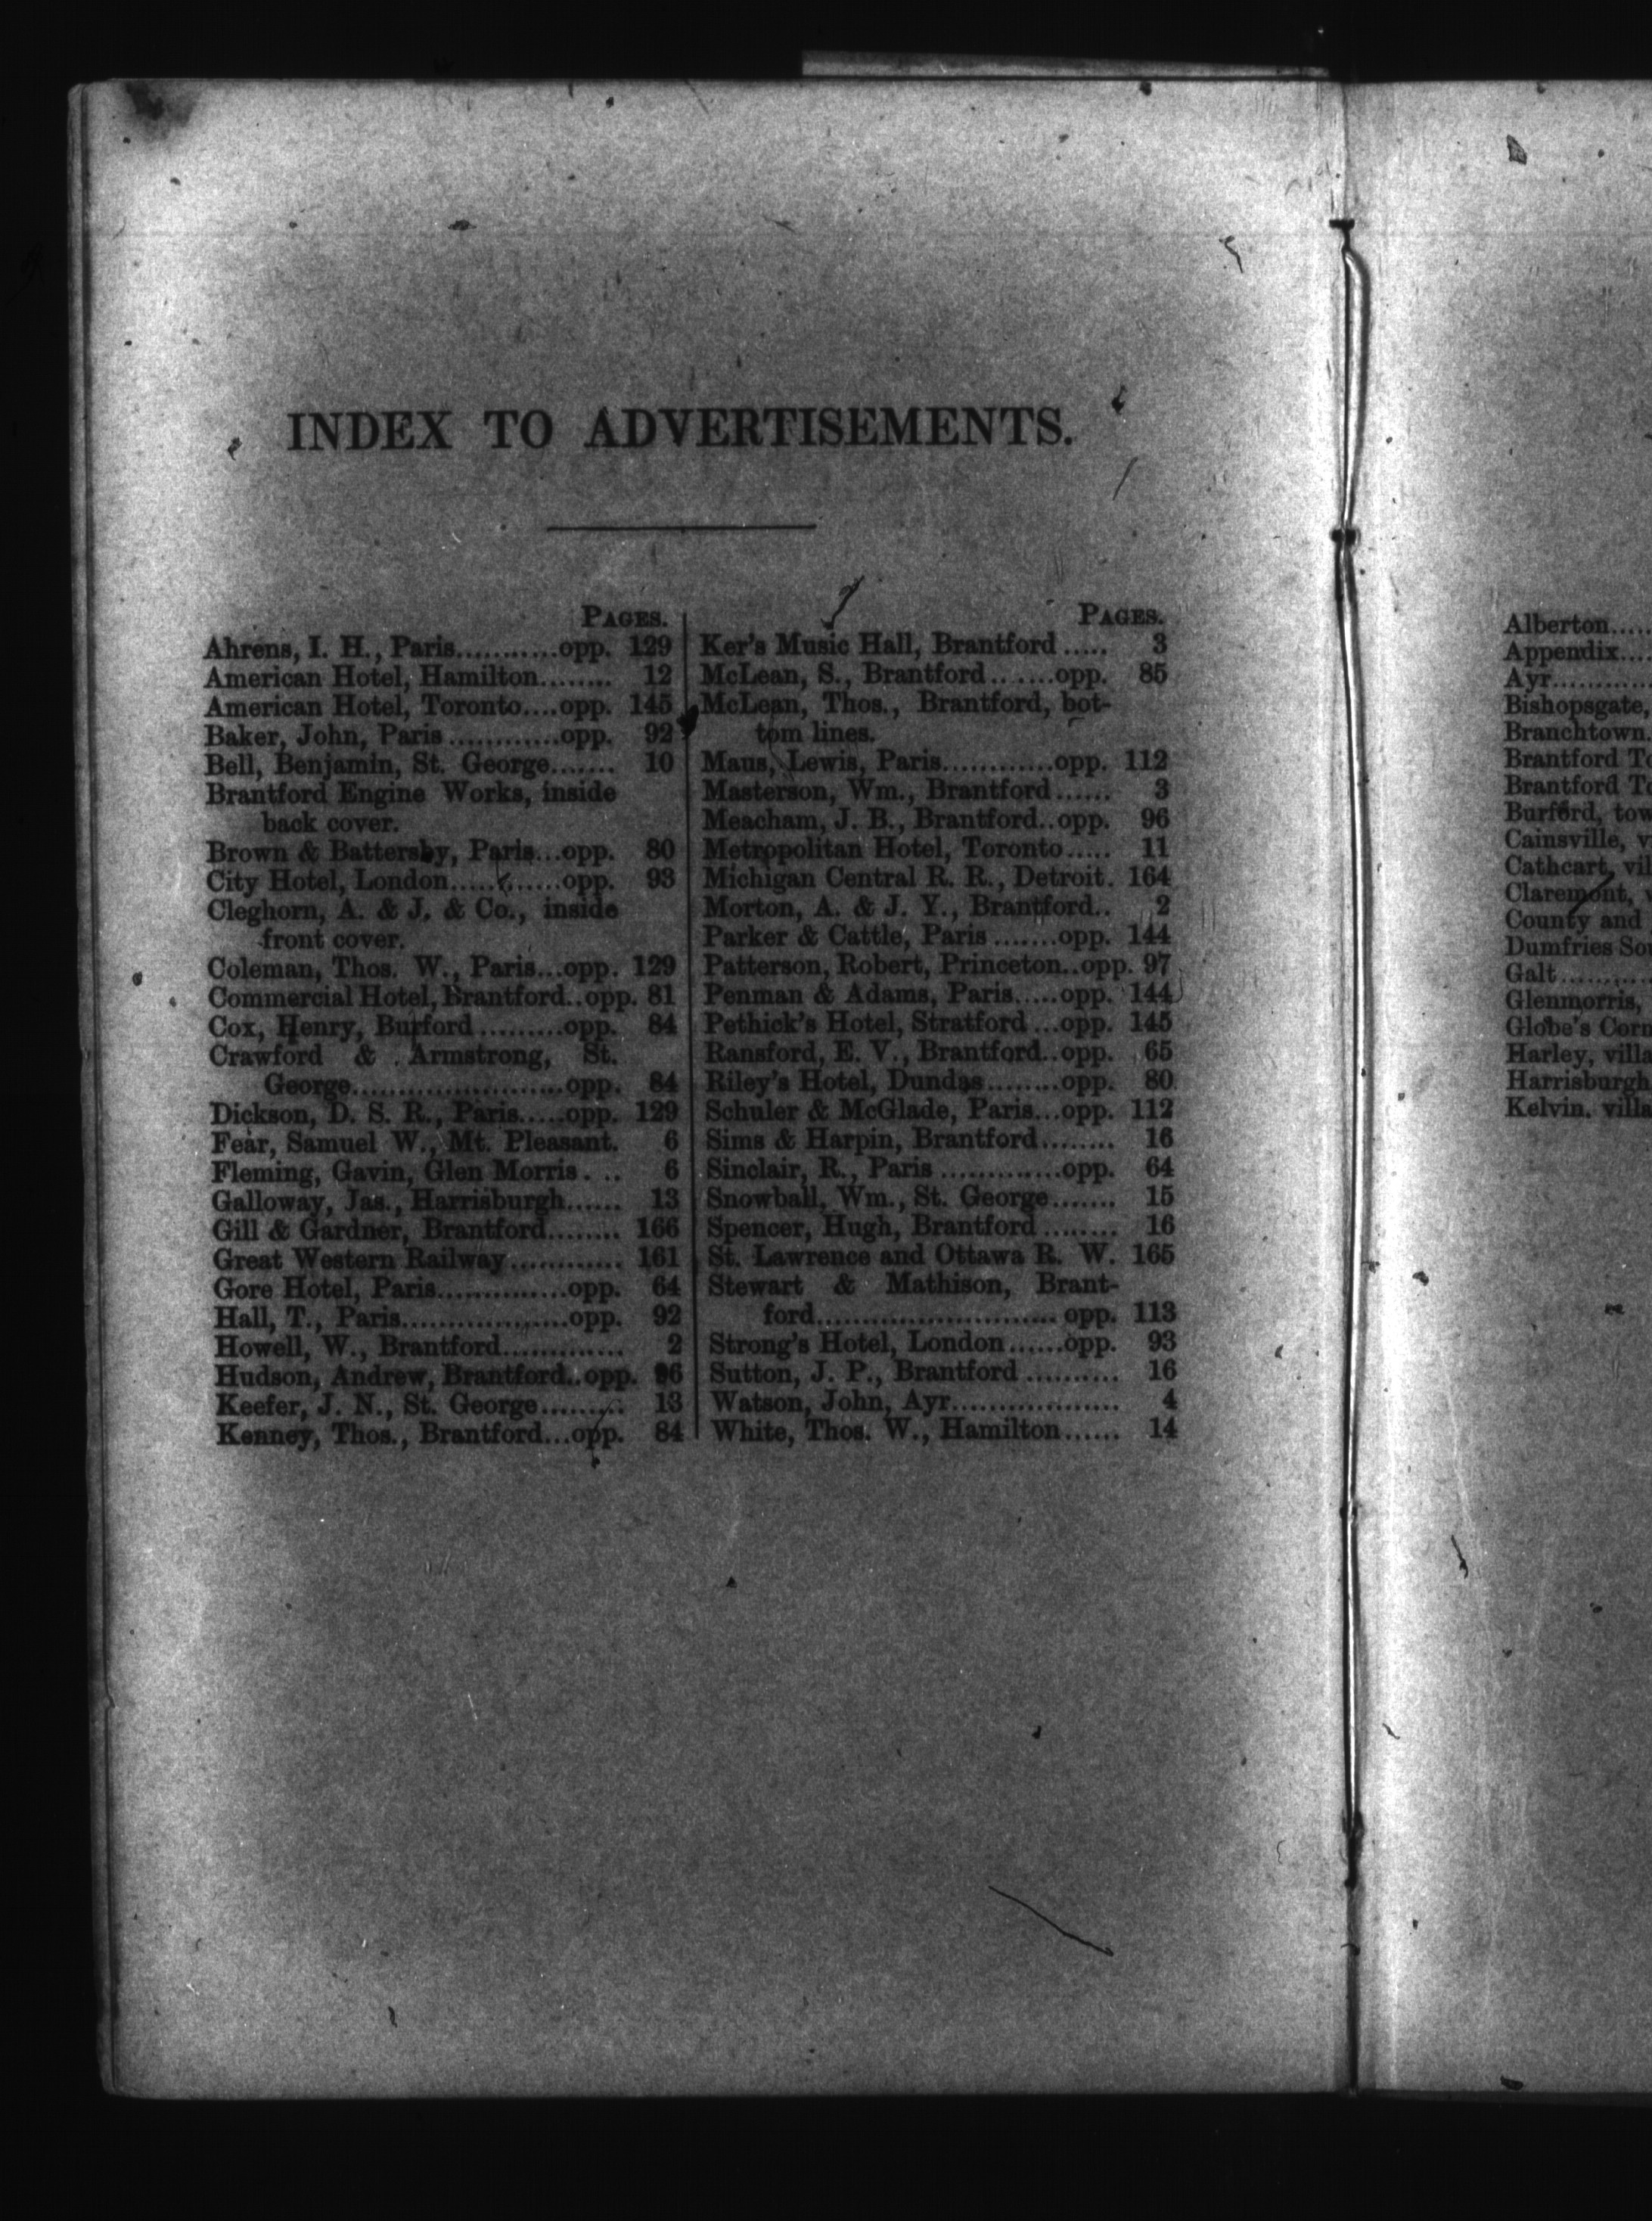 INDEX TO ADVERTISEMENTS.
PAGES.
Ahrens, I. H., Paris...........opp. 129
American Hotel, Hamilton........ 12
American Hotel, Toronto....opp. 145
Baker, John, Paris............opp. 92
Bell, Benjamin, St. George....... 10
Brantford Engine Works, inside
back cover.
Brown & Battersby, Paris...opp. 80
City Hotel, London............opp. 93
Cleghorn, A. & J. & Co., inside
front cover.
Coleman, Thos. W., Paris...opp. 129
Commercial Hotel, Brantford..opp. 81
Cox, Henry, Burford.........opp. 84
Crawford & Armstrong, St.
George.......................opp. 84
Dickson, D. S. R., Paris.....opp. 129
Fear, Samuel W., Mt. Pleasant. 6
Fleming, Gavin, Glen Morris. .. 6
Galloway, Jas., Harrisburgh...... 13
Gill & Gardner, Brantford........ 166
Great Western Railway............ 161
Gore Hotel, Paris..............opp. 64
Hall, T., Paris..................opp. 92
Howell, W., Brantford............. 2
Hudson, Andrew, Brantford..opp. 96
Keefer, J. N., St. George......... 13
Kenney, Thos., Brantford...opp. 84
PAGES.
Ker's Music Hall, Brantford..... 3
McLean, S., Brantford.......opp. 85
McLean, Thos., Brantford, bot-
tom lines.
Maus, Lewis, Paris............opp. 112
Masterson, Wm., Brantford...... 3
Meacham, J. B., Brantford..opp. 96
Metropolitan Hotel, Toronto..... 11
Michigan Central R. R., Detroit. 164
Morton, A. & J. Y., Brantford.. 2
Parker & Cattle, Paris.......opp. 144
Patterson, Robert, Princeton..opp. 97
Penman & Adams, Paris.....opp. 144
Pethick's Hotel, Stratford...opp. 145
Ransford, E. V., Brantford..opp. 65
Riley's Hotel, Dundas........opp. 80
Schuler & McGlade, Paris...opp. 112
Sims & Harpin, Brantford........ 16
Sinclair, R., Paris.............opp. 64
Snowball, Wm., St. George....... 15
Spencer, Hugh, Brantford........ 16
St. Lawrence and Ottawa R. W. 165
Stewart & Mathison, Brant-
ford.......................... opp. 113
Strong's Hotel, London......opp. 93
Sutton, J. P., Brantford.......... 16
Watson, John, Ayr.................. 4
White, Thos. W., Hamilton...... 14
Alberton.....
Appendix....
Ayr............
Bishopsgate,
Branchtown.
Brantford To
Brantford To
Burford, tow
Cainsville, v
Cathcart, vil
Claremont,
County and
Dumfries Sou
Galt..........
Glenmorris,
Globe's Corn
Harley, villa
Harrisburgh
Kelvin, villa